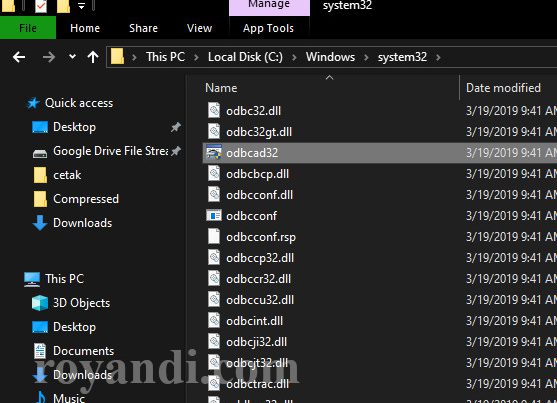 Manage
system32
File
Home
Share
View
App Tools
This PC
Local Disk (C:)
Windows
system32
Name
Date modified
Quick access
Desktop
Google Drive File Strea
cetak
Compressed
Downloads
This PC
3D Objects
Desktop
Documents
Downloads
Music
odbc32.dll
3/19/2019 9:41 AM
odbc32gt.dll
3/19/2019 9:41 AM
odbcad32
3/19/2019 9:41 AM
odbcbcp.dll
3/19/2019 9:41 AM
odbcconf.dll
3/19/2019 9:41 AM
odbcconf
3/19/2019 9:41 AM
odbcconf.rsp
3/19/2019 9:41 AM
odbccp32.dll
3/19/2019 9:41 AM
odbccr32.dll
3/19/2019 9:41 AM
odbccu32.dll
3/19/2019 9:41 AM
odbcint.dll
3/19/2019 9:41 AM
odbcji32.dll
3/19/2019 9:41 AM
odbcjt32.dll
3/19/2019 9:41 AM
odbctrac.dll
3/19/2019 9:41 AM
royandi.com